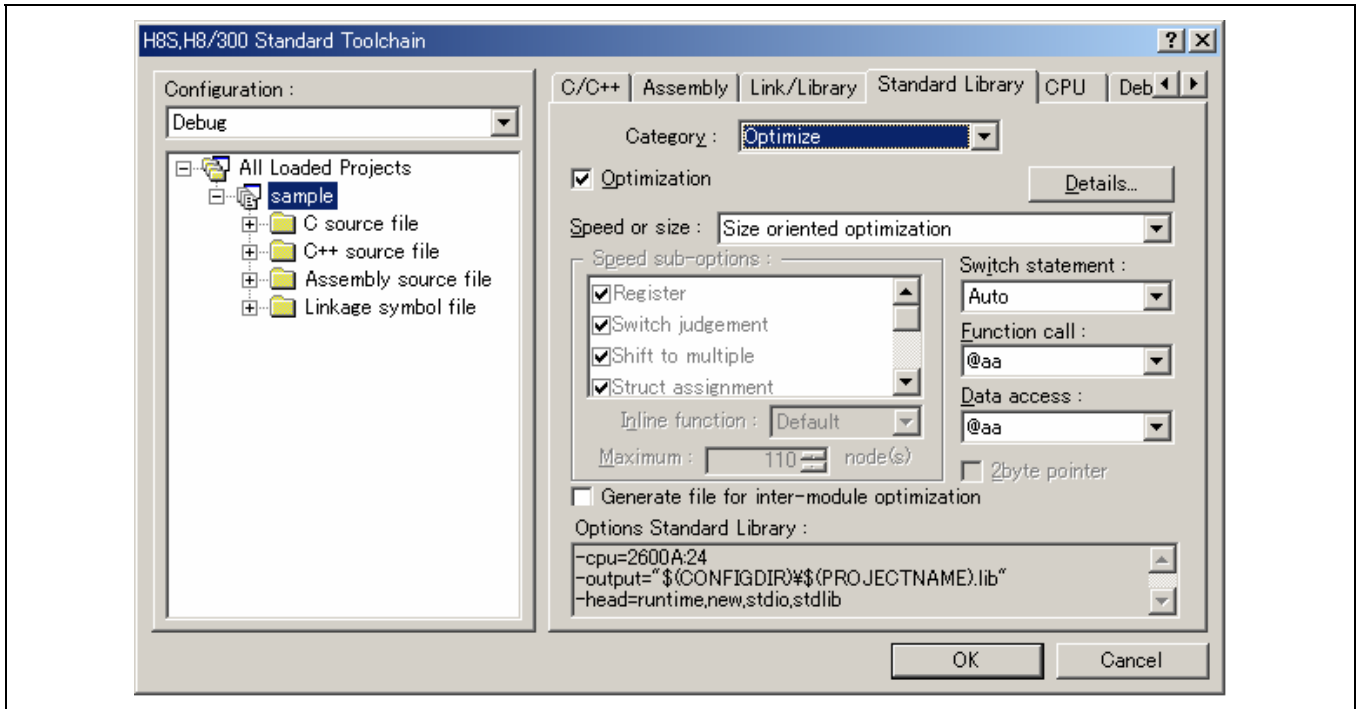 H8S,H8/300 Standard Toolchain
Configuration :
Debug
All Loaded Projects
sample
C source file
C++ source file
Assembly source file
Linkage symbol file
C/C++ Assembly Link/Library Standard Library CPU Deb
Category : Optimize
Optimization
Details...
Speed or size : Size oriented optimization
Speed sub-options :
Register
Switch judgement
Shift to multiple
Struct assignment
Inline function : Default
Maximum : 110 node(s)
Switch statement :
Auto
Function call :
@aa
Data access :
@aa
2byte pointer
Generate file for inter-module optimization
Options Standard Library :
-cpu=2600A:24
-output="$(CONFIGDIR)¥$(PROJECTNAME).lib"
-head=runtime,new,stdio,stdlib
OK Cancel